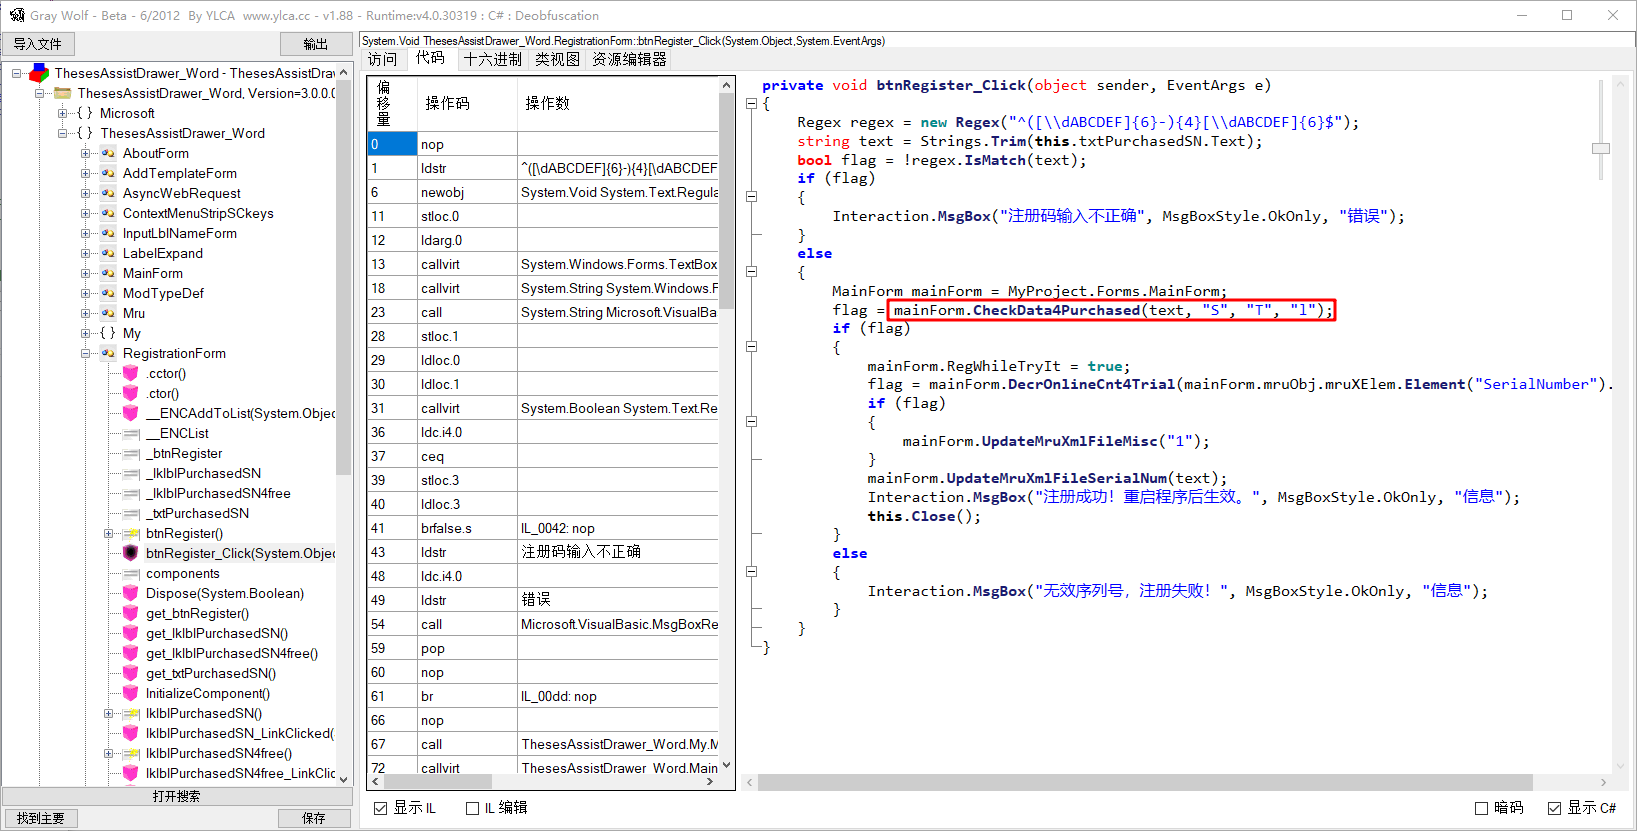 Gray Wolf - Beta - 6/2012  By YLCA  www.ylca.cc - v1.88 - Runtime:v4.0.30319 : C# : Deobfuscation
导入文件
输出
ThesesAssistDrawer_Word - ThesesAssistDraw
ThesesAssistDrawer_Word, Version=3.0.0.0
{ } Microsoft
{ } ThesesAssistDrawer_Word
AboutForm
AddTemplateForm
AsyncWebRequest
ContextMenuStripSCkeys
InputLblNameForm
LabelExpand
MainForm
ModTypeDef
Mru
{ } My
RegistrationForm
.cctor()
.ctor()
__ENCAddToList(System.Objec
__ENCList
_btnRegister
_lklblPurchasedSN
_lklblPurchasedSN4free
_txtPurchasedSN
btnRegister()
btnRegister_Click(System.Objec
components
Dispose(System.Boolean)
get_btnRegister()
get_lklblPurchasedSN()
get_lklblPurchasedSN4free()
get_txtPurchasedSN()
InitializeComponent()
lklblPurchasedSN()
lklblPurchasedSN_LinkClicked(
lklblPurchasedSN4free()
lklblPurchasedSN4free_LinkClic
打开搜索
找到主要
保存
System.Void ThesesAssistDrawer_Word.RegistrationForm::btnRegister_Click(System.Object,System.EventArgs)
访问 代码 十六进制 类视图 资源编辑器
偏移量 操作码 操作数
0 nop
1 ldstr ^([\dABCDEF]{6}-){4}[\dABCDEF
6 newobj System.Void System.Text.Regula
11 stloc.0
12 ldarg.0
13 callvirt System.Windows.Forms.TextBox
18 callvirt System.String System.Windows.F
23 call System.String Microsoft.VisualBa
28 stloc.1
29 ldloc.0
30 ldloc.1
31 callvirt System.Boolean System.Text.Re
36 ldc.i4.0
37 ceq
39 stloc.3
40 ldloc.3
41 brfalse.s IL_0042: nop
43 ldstr 注册码输入不正确
48 ldc.i4.0
49 ldstr 错误
54 call Microsoft.VisualBasic.MsgBoxRe
59 pop
60 nop
61 br IL_00dd: nop
66 nop
67 call ThesesAssistDrawer_Word.My.M
72 callvirt ThesesAssistDrawer_Word.Main
显示 IL
IL 编辑
private void btnRegister_Click(object sender, EventArgs e)
{
Regex regex = new Regex("^([\\dABCDEF]{6}-){4}[\\dABCDEF]{6}$");
string text = Strings.Trim(this.txtPurchasedSN.Text);
bool flag = !regex.IsMatch(text);
if (flag)
{
Interaction.MsgBox("注册码输入不正确", MsgBoxStyle.OkOnly, "错误");
}
else
{
MainForm mainForm = MyProject.Forms.MainForm;
flag = mainForm.CheckData4Purchased(text, "S", "T", "l");
if (flag)
{
mainForm.RegWhileTryIt = true;
flag = mainForm.DecrOnlineCnt4Trial(mainForm.mruObj.mruXElem.Element("SerialNumber").
if (flag)
{
mainForm.UpdateMruXmlFileMisc("1");
}
mainForm.UpdateMruXmlFileSerialNum(text);
Interaction.MsgBox("注册成功！重启程序后生效。", MsgBoxStyle.OkOnly, "信息");
this.Close();
}
else
{
Interaction.MsgBox("无效序列号，注册失败！", MsgBoxStyle.OkOnly, "信息");
}
}
}
暗码
显示 C#